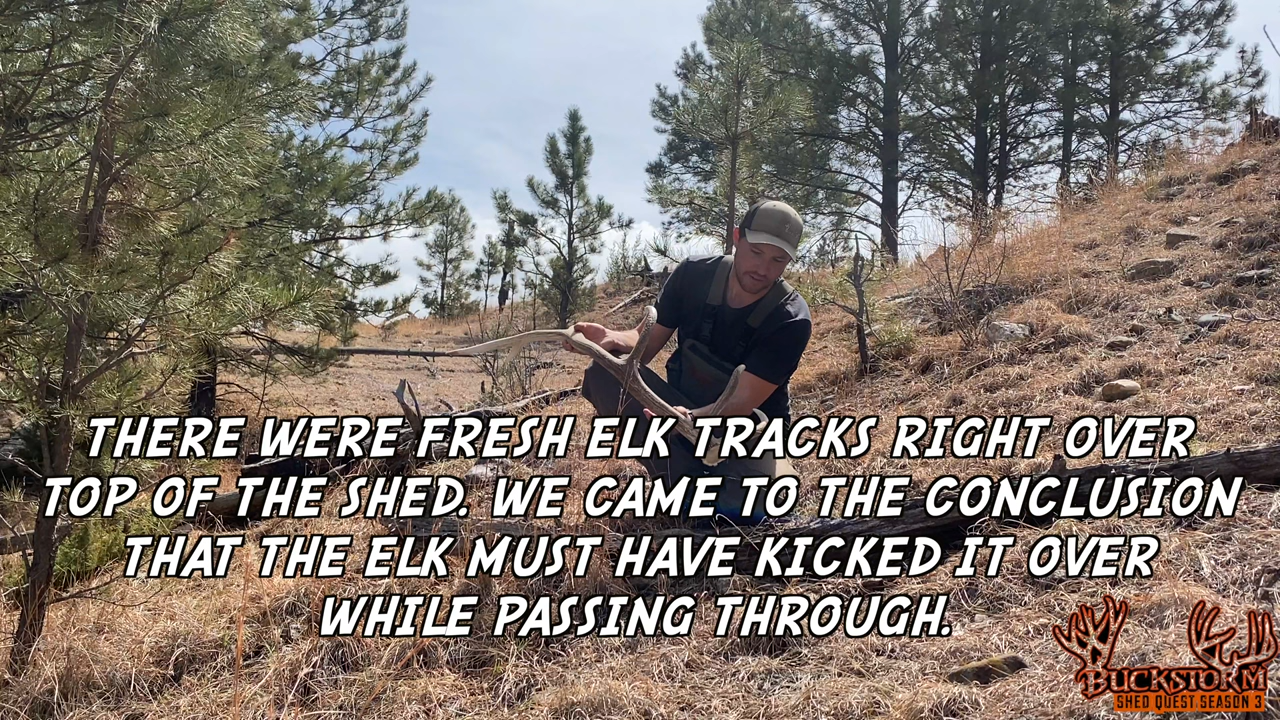 THERE WERE FRESH ELK TRACKS RIGHT OVER
TOP OF THE SHED. WE CAME TO THE CONCLUSION
THAT THE ELK MUST HAVE KICKED IT OVER
WHILE PASSING THROUGH.
BUCKSTORM
SHED QUEST SEASON 3